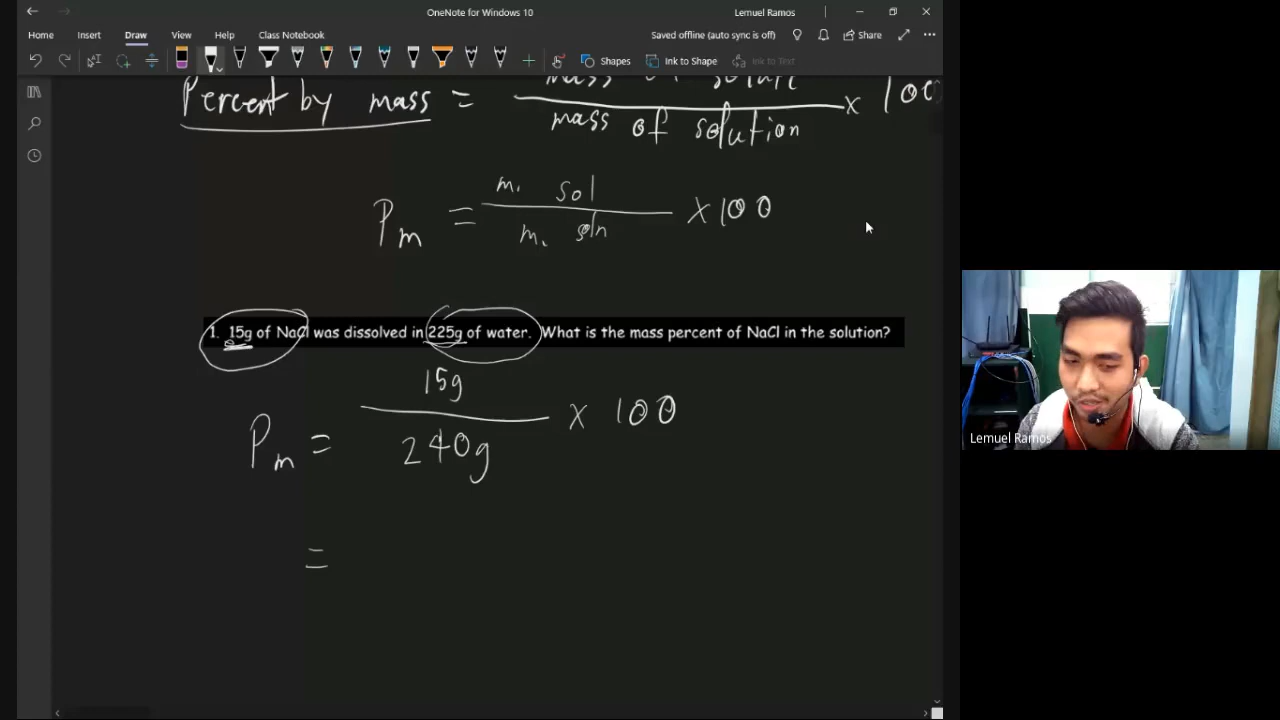 OneNote for Windows 10
Lemuel Ramos
Home Insert Draw View Help Class Notebook
Saved offline (auto sync is off)
Share
Shapes
Ink to Shape
Ink to Text
mass of solute
Percent by mass = x 100
mass of solution
m. sol
Pm = x 100
m. soln
1. 15g of NaCl was dissolved in 225g of water. What is the mass percent of NaCl in the solution?
15g
Pm = x 100
240g
=
Lemuel Ramos